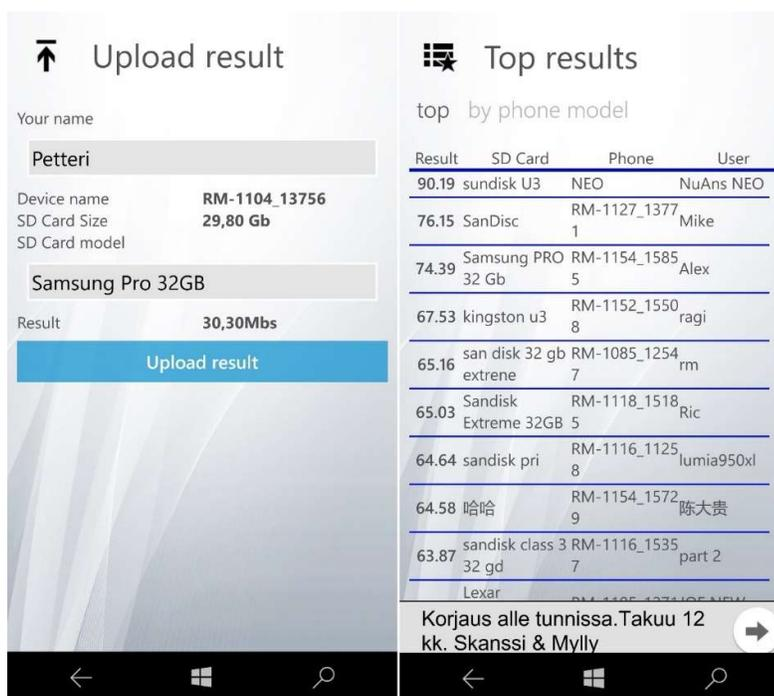 Upload result
Your name
Petteri
Device name RM-1104_13756
SD Card Size 29,80 Gb
SD Card model
Samsung Pro 32GB
Result 30,30Mbs
Upload result
Top results
top by phone model
Result SD Card Phone User
90.19 sundisk U3 NEO NuAns NEO
76.15 SanDisc RM-1127_1377
1 Mike
74.39 Samsung PRO
32 Gb RM-1154_1585
5 Alex
67.53 kingston u3 RM-1152_1550
8 ragi
65.16 san disk 32 gb
extrene RM-1085_1254
7 rm
65.03 Sandisk
Extreme 32GB RM-1118_1518
5 Ric
64.64 sandisk pri RM-1116_1125
8 lumia950xl
64.58 哈哈 RM-1154_1572
9 陈大贵
63.87 sandisk class 3
32 gd RM-1116_1535
7 part 2
Lexar
Korjaus alle tunnissa.Takuu 12
kk. Skanssi & Mylly